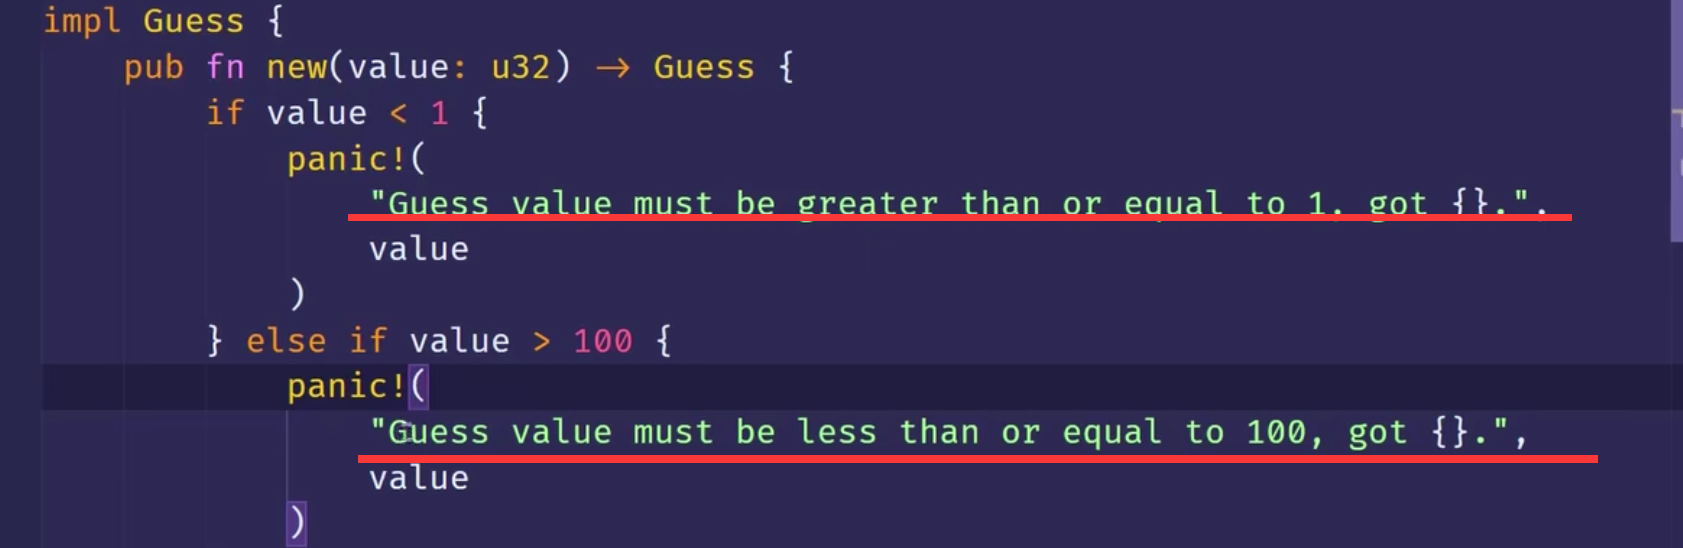 impl Guess {
pub fn new(value: u32) → Guess {
if value < 1 {
panic!(
"Guess value must be greater than or equal to 1, got {}.",
value
)
} else if value > 100 {
panic!(
"Guess value must be less than or equal to 100, got {}.",
value
)